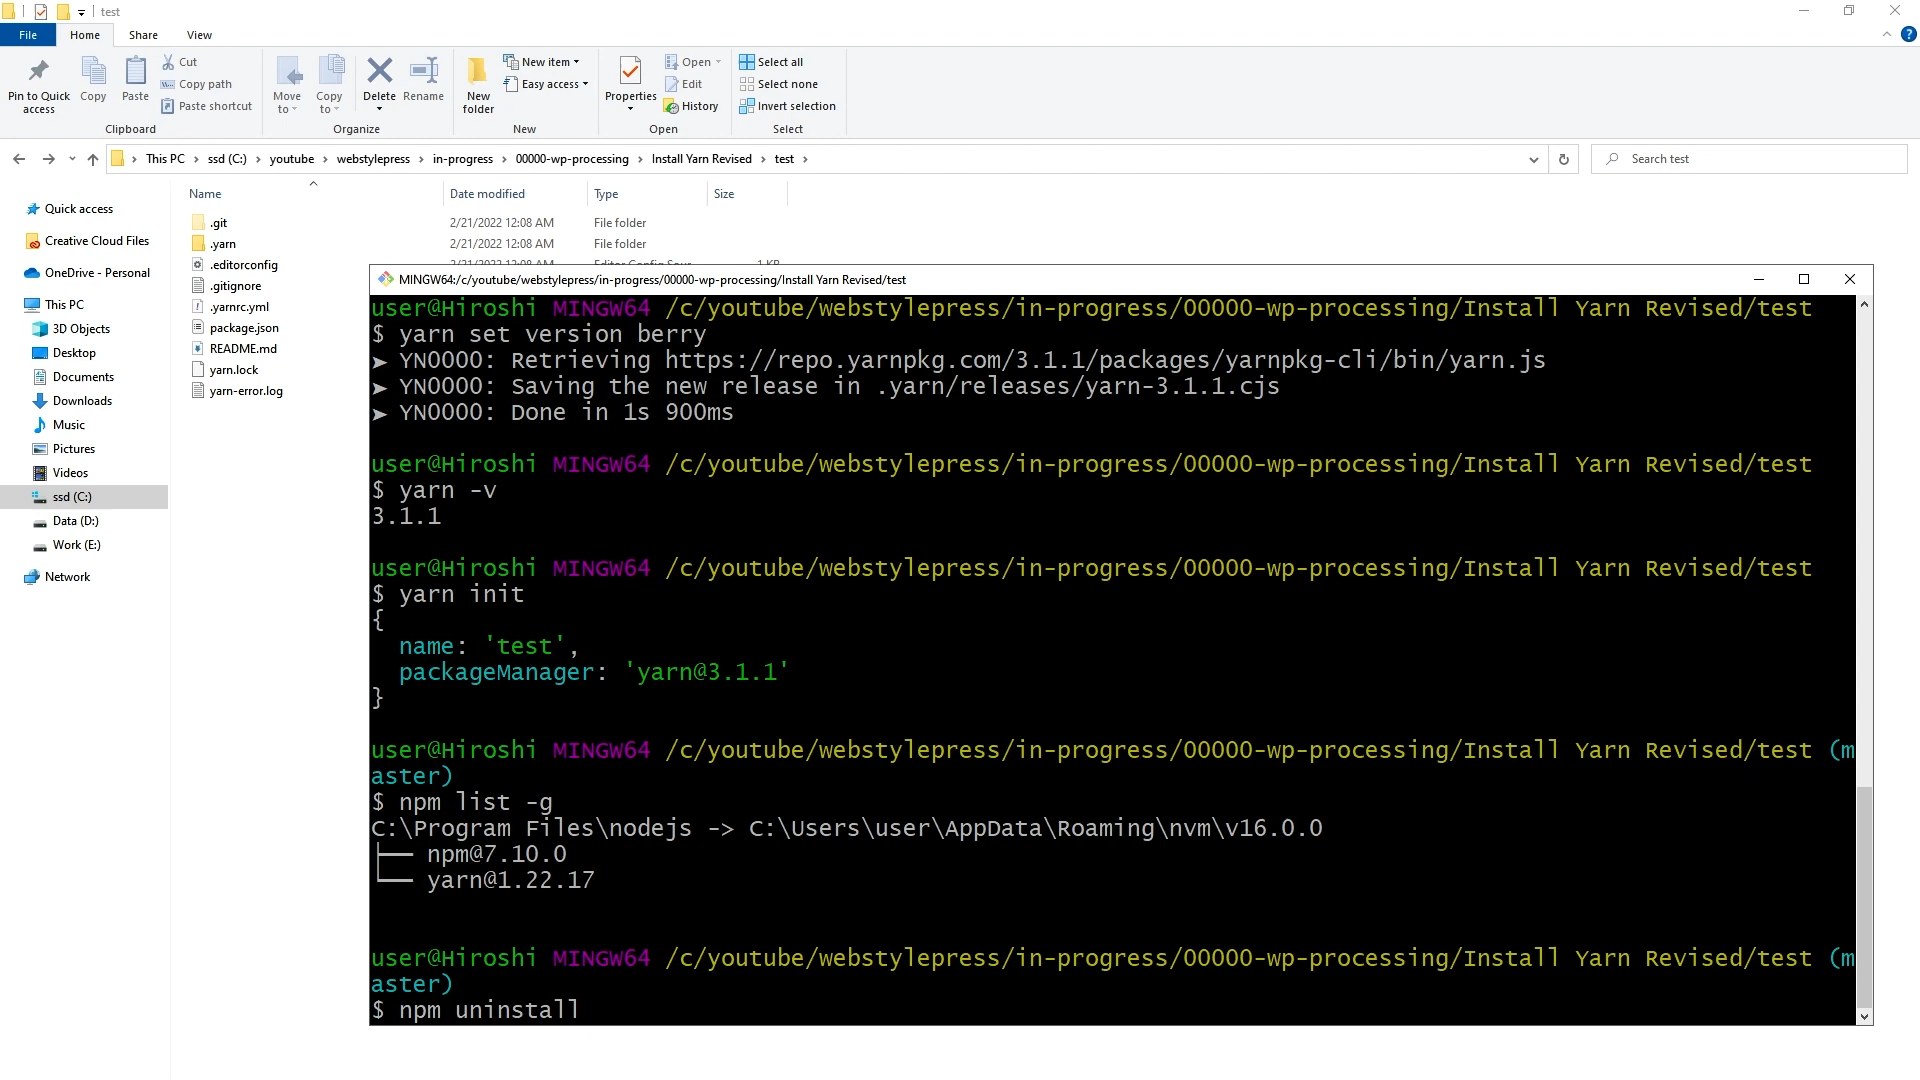 test
File
Home
Share
View
Pin to Quick access
Copy
Paste
Cut
Copy path
Paste shortcut
Clipboard
Move to
Copy to
Delete
Rename
Organize
New folder
New item
Easy access
New
Properties
Open
Edit
History
Open
Select all
Select none
Invert selection
Select
This PC › ssd (C:) › youtube › webstylepress › in-progress › 00000-wp-processing › Install Yarn Revised › test ›
Search test
Quick access
Creative Cloud Files
OneDrive - Personal
This PC
3D Objects
Desktop
Documents
Downloads
Music
Pictures
Videos
ssd (C:)
Data (D:)
Work (E:)
Network
Name Date modified Type Size
.git 2/21/2022 12:08 AM File folder
.yarn 2/21/2022 12:08 AM File folder
.editorconfig 2/21/2022 12:08 AM Editor Config Sour... 1 KB
.gitignore
.yarnrc.yml
package.json
README.md
yarn.lock
yarn-error.log
MINGW64:/c/youtube/webstylepress/in-progress/00000-wp-processing/Install Yarn Revised/test
user@Hiroshi MINGW64 /c/youtube/webstylepress/in-progress/00000-wp-processing/Install Yarn Revised/test
$ yarn set version berry
➤ YN0000: Retrieving https://repo.yarnpkg.com/3.1.1/packages/yarnpkg-cli/bin/yarn.js
➤ YN0000: Saving the new release in .yarn/releases/yarn-3.1.1.cjs
➤ YN0000: Done in 1s 900ms
user@Hiroshi MINGW64 /c/youtube/webstylepress/in-progress/00000-wp-processing/Install Yarn Revised/test
$ yarn -v
3.1.1
user@Hiroshi MINGW64 /c/youtube/webstylepress/in-progress/00000-wp-processing/Install Yarn Revised/test
$ yarn init
{
  name: 'test',
  packageManager: 'yarn@3.1.1'
}
user@Hiroshi MINGW64 /c/youtube/webstylepress/in-progress/00000-wp-processing/Install Yarn Revised/test (m
aster)
$ npm list -g
C:\Program Files\nodejs -> C:\Users\user\AppData\Roaming\nvm\v16.0.0
├── npm@7.10.0
└── yarn@1.22.17
user@Hiroshi MINGW64 /c/youtube/webstylepress/in-progress/00000-wp-processing/Install Yarn Revised/test (m
aster)
$ npm uninstall